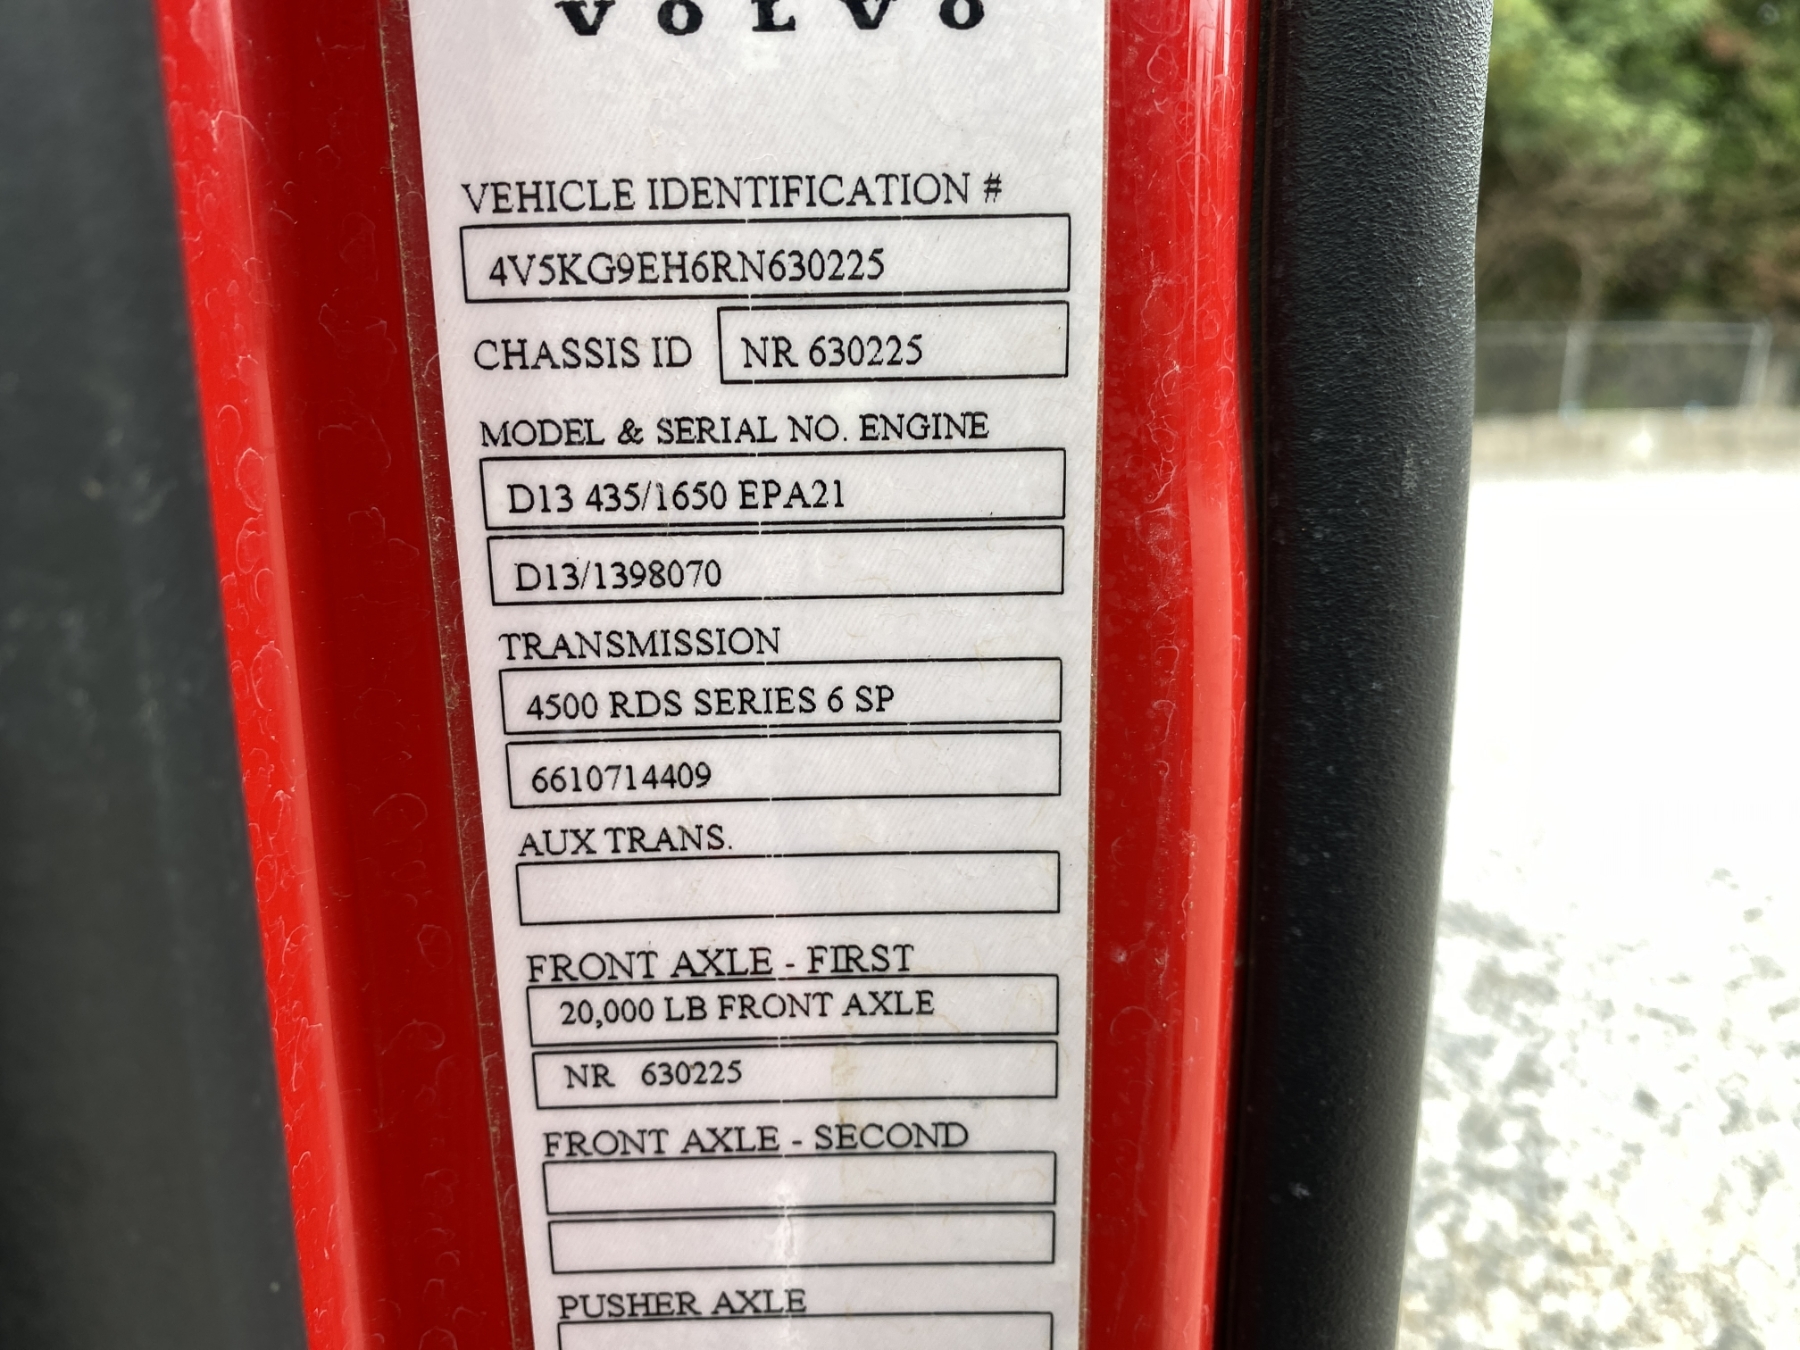 VOLVO
VEHICLE IDENTIFICATION #
4V5KG9EH6RN630225
CHASSIS ID NR 630225
MODEL & SERIAL NO. ENGINE
D13 435/1650 EPA21
D13/1398070
TRANSMISSION
4500 RDS SERIES 6 SP
6610714409
AUX TRANS.
FRONT AXLE - FIRST
20,000 LB FRONT AXLE
NR 630225
FRONT AXLE - SECOND
PUSHER AXLE